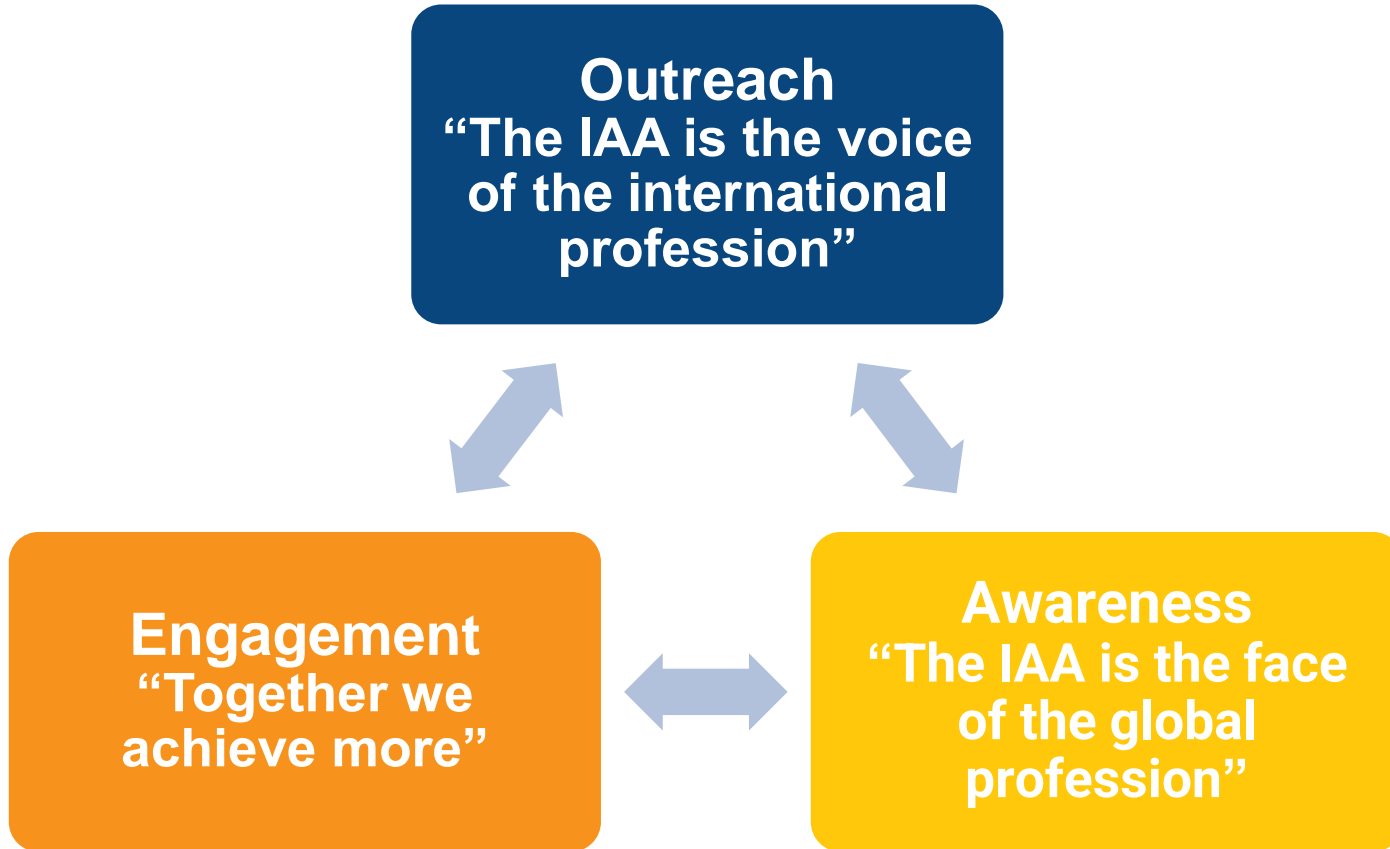 Outreach
“The IAA is the voice
of the international
profession”
Engagement
“Together we
achieve more”
Awareness
“The IAA is the face
of the global
profession”